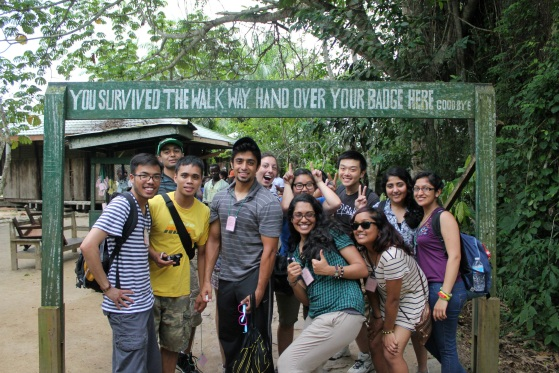 YOU SURVIVED THE WALK WAY. HAND OVER YOUR BADGE HERE. GOOD BYE